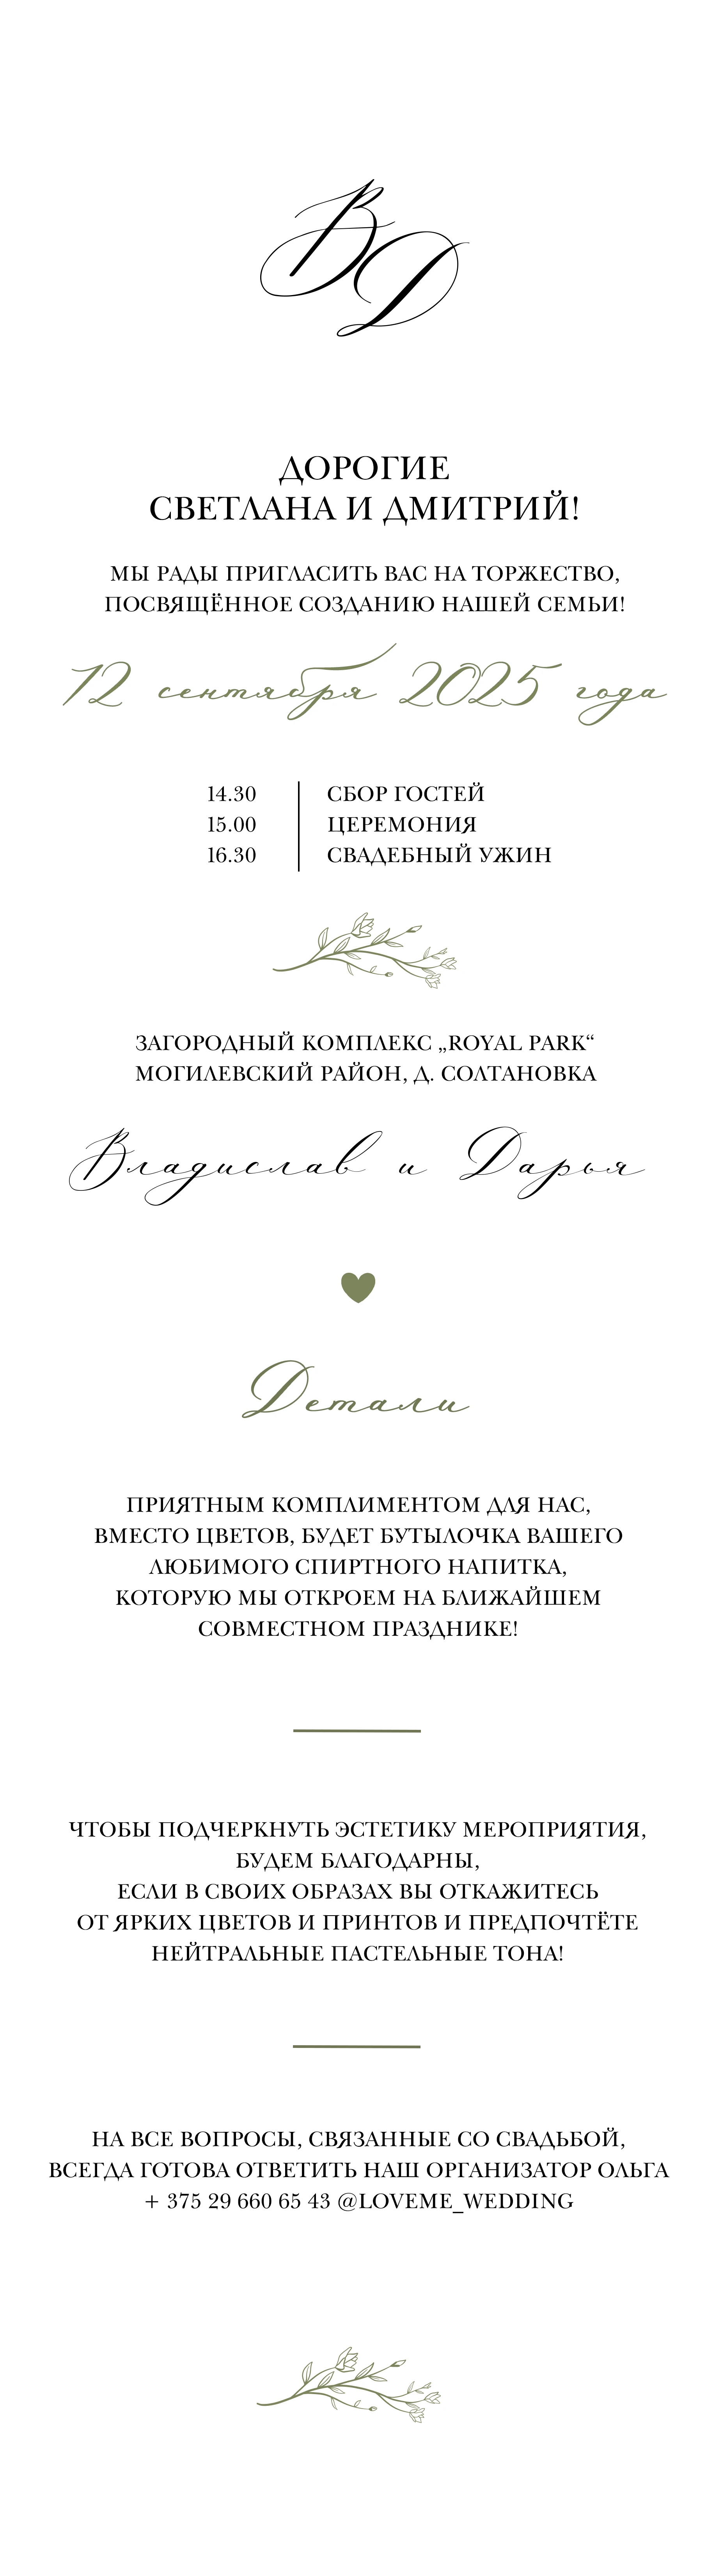 BD
ДОРОГИЕ
СВЕТЛАНА И ДМИТРИЙ!
МЫ РАДЫ ПРИГЛАСИТЬ ВАС НА ТОРЖЕСТВО,
ПОСВЯЩЁННОЕ СОЗДАНИЮ НАШЕЙ СЕМЬИ!
12 сентября 2025 года
14.30 СБОР ГОСТЕЙ
15.00 ЦЕРЕМОНИЯ
16.30 СВАДЕБНЫЙ УЖИН
ЗАГОРОДНЫЙ КОМПЛЕКС „ROYAL PARK“
МОГИЛЕВСКИЙ РАЙОН, Д. СОЛТАНОВКА
Владислав и Дарья
Детали
ПРИЯТНЫМ КОМПЛИМЕНТОМ ДЛЯ НАС,
ВМЕСТО ЦВЕТОВ, БУДЕТ БУТЫЛОЧКА ВАШЕГО
ЛЮБИМОГО СПИРТНОГО НАПИТКА,
КОТОРУЮ МЫ ОТКРОЕМ НА БЛИЖАЙШЕМ
СОВМЕСТНОМ ПРАЗДНИКЕ!
ЧТОБЫ ПОДЧЕРКНУТЬ ЭСТЕТИКУ МЕРОПРИЯТИЯ,
БУДЕМ БЛАГОДАРНЫ,
ЕСЛИ В СВОИХ ОБРАЗАХ ВЫ ОТКАЖИТЕСЬ
ОТ ЯРКИХ ЦВЕТОВ И ПРИНТОВ И ПРЕДПОЧТЁТЕ
НЕЙТРАЛЬНЫЕ ПАСТЕЛЬНЫЕ ТОНА!
НА ВСЕ ВОПРОСЫ, СВЯЗАННЫЕ СО СВАДЬБОЙ,
ВСЕГДА ГОТОВА ОТВЕТИТЬ НАШ ОРГАНИЗАТОР ОЛЬГА
+ 375 29 660 65 43 @LOVEME_WEDDING